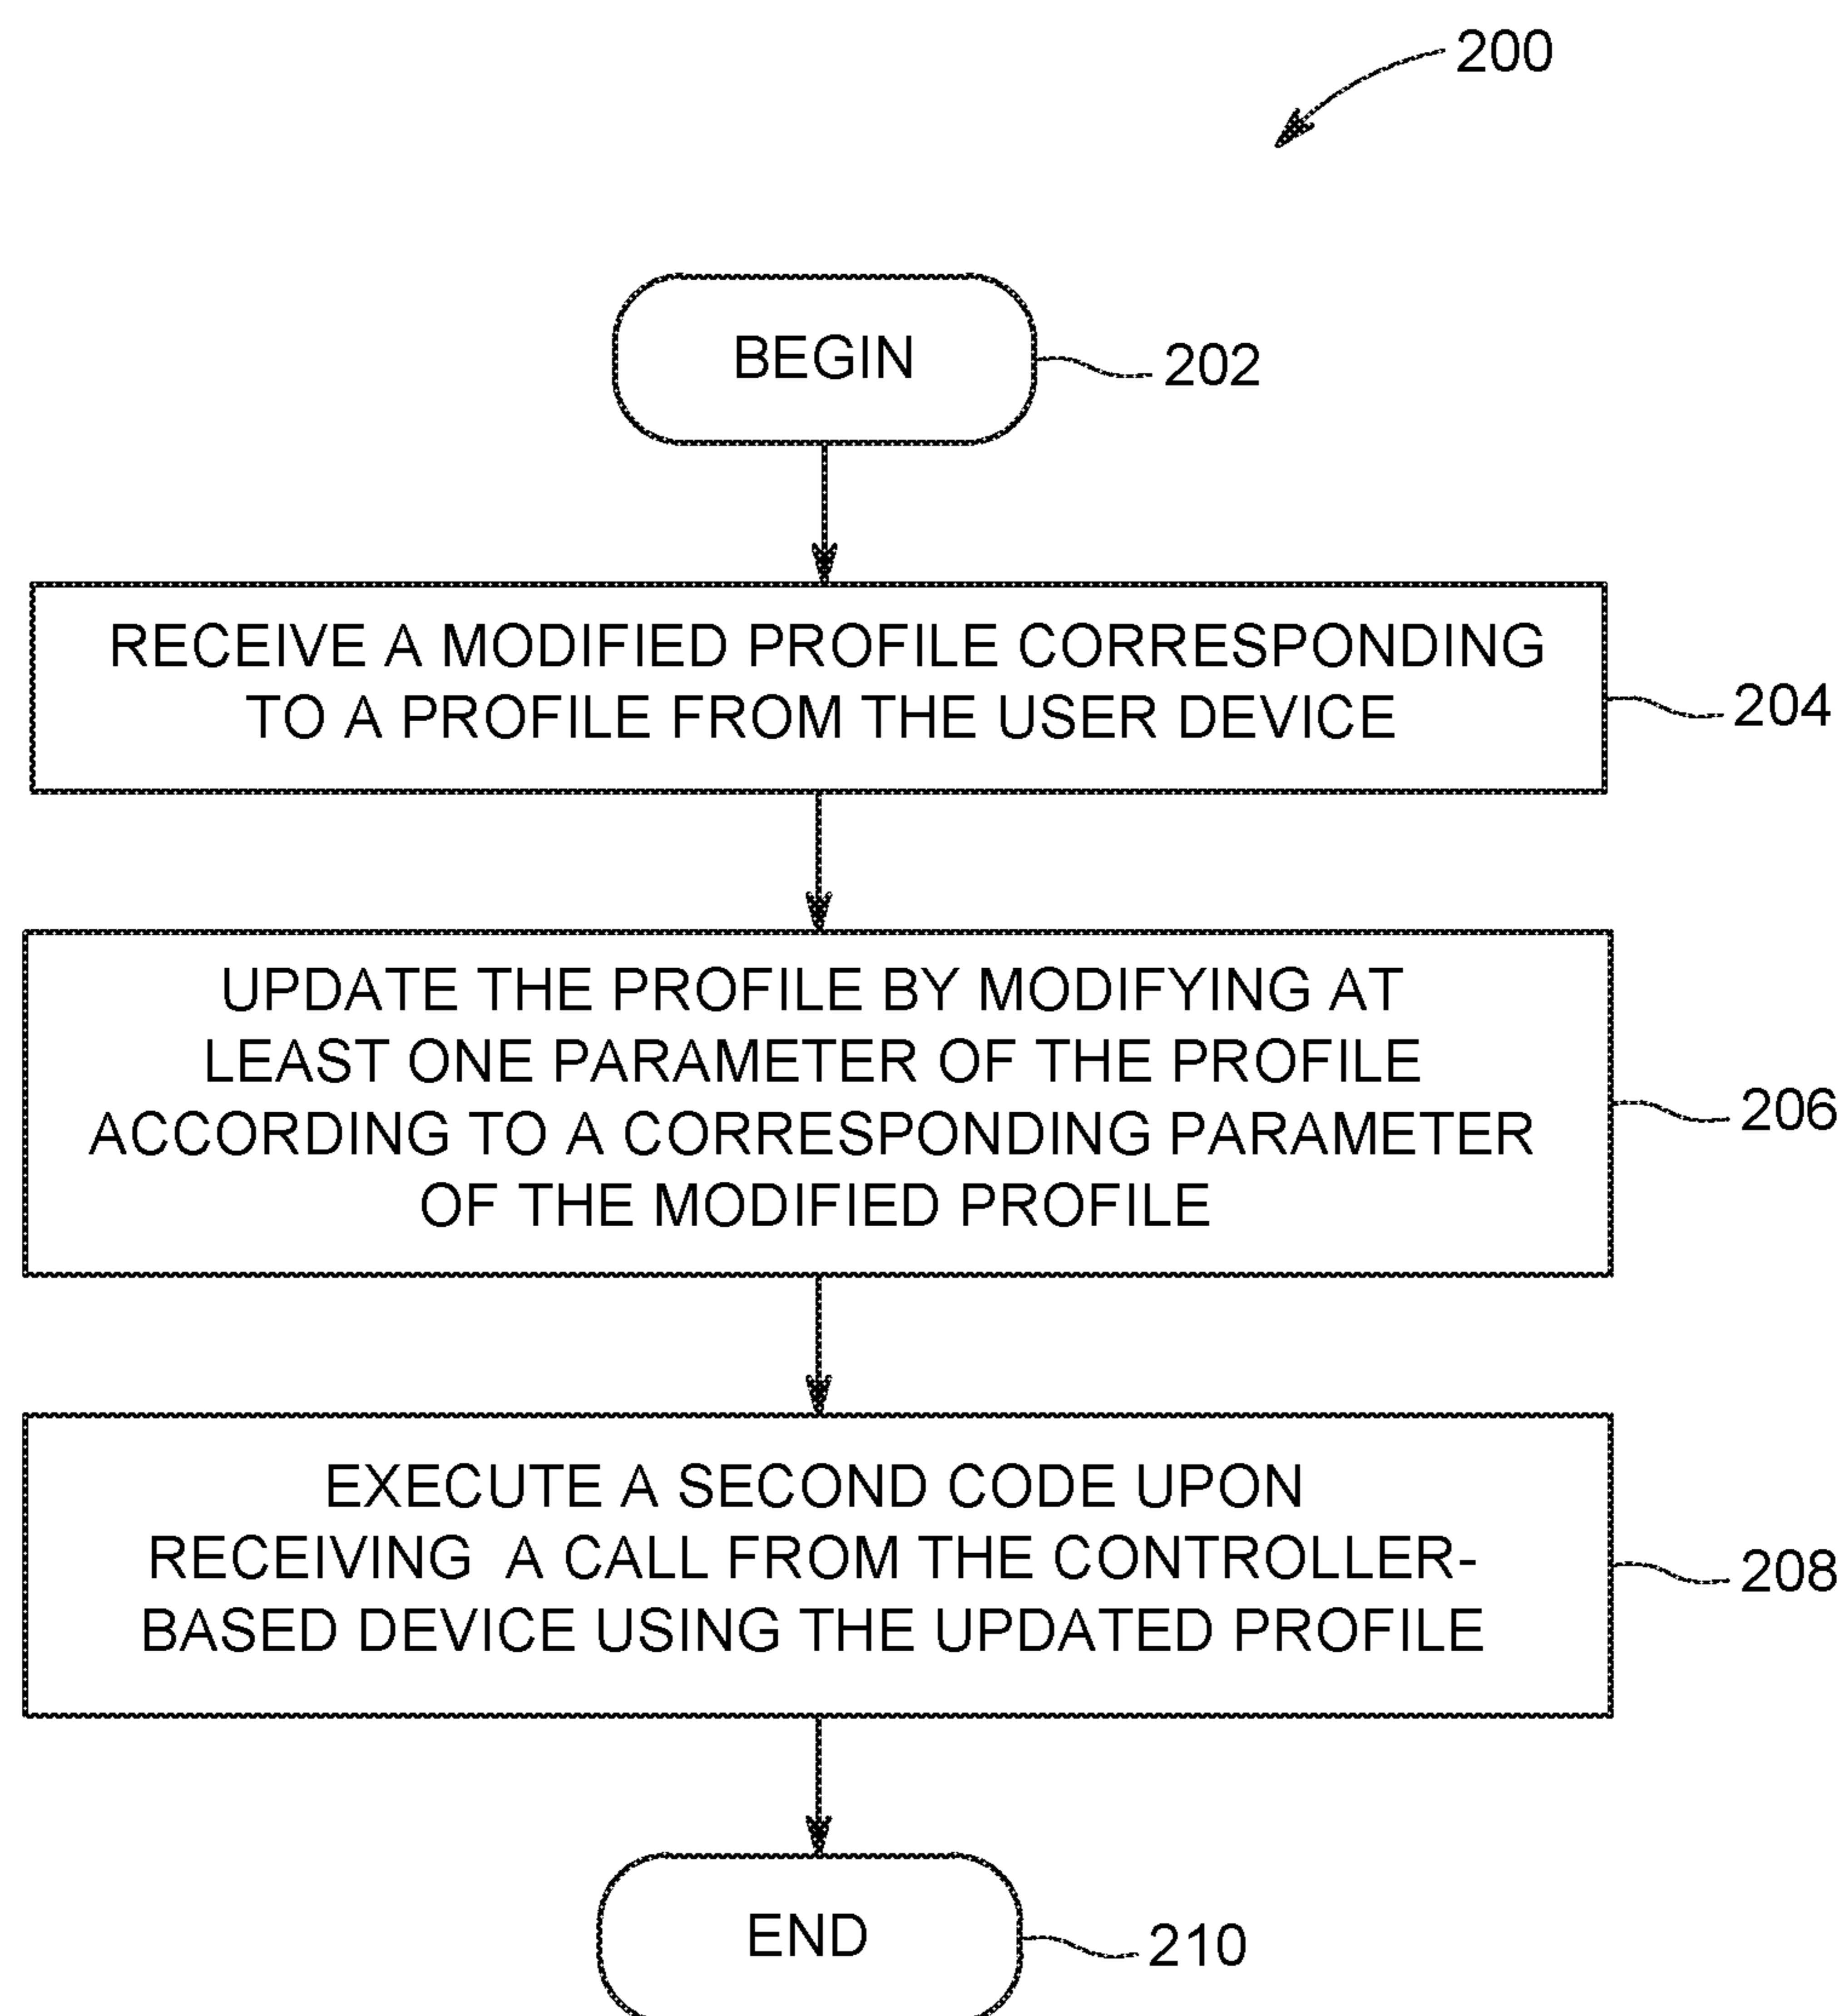 200
BEGIN
202
RECEIVE A MODIFIED PROFILE CORRESPONDING
TO A PROFILE FROM THE USER DEVICE
204
UPDATE THE PROFILE BY MODIFYING AT
LEAST ONE PARAMETER OF THE PROFILE
ACCORDING TO A CORRESPONDING PARAMETER
OF THE MODIFIED PROFILE
206
EXECUTE A SECOND CODE UPON
RECEIVING A CALL FROM THE CONTROLLER-
BASED DEVICE USING THE UPDATED PROFILE
208
END
210